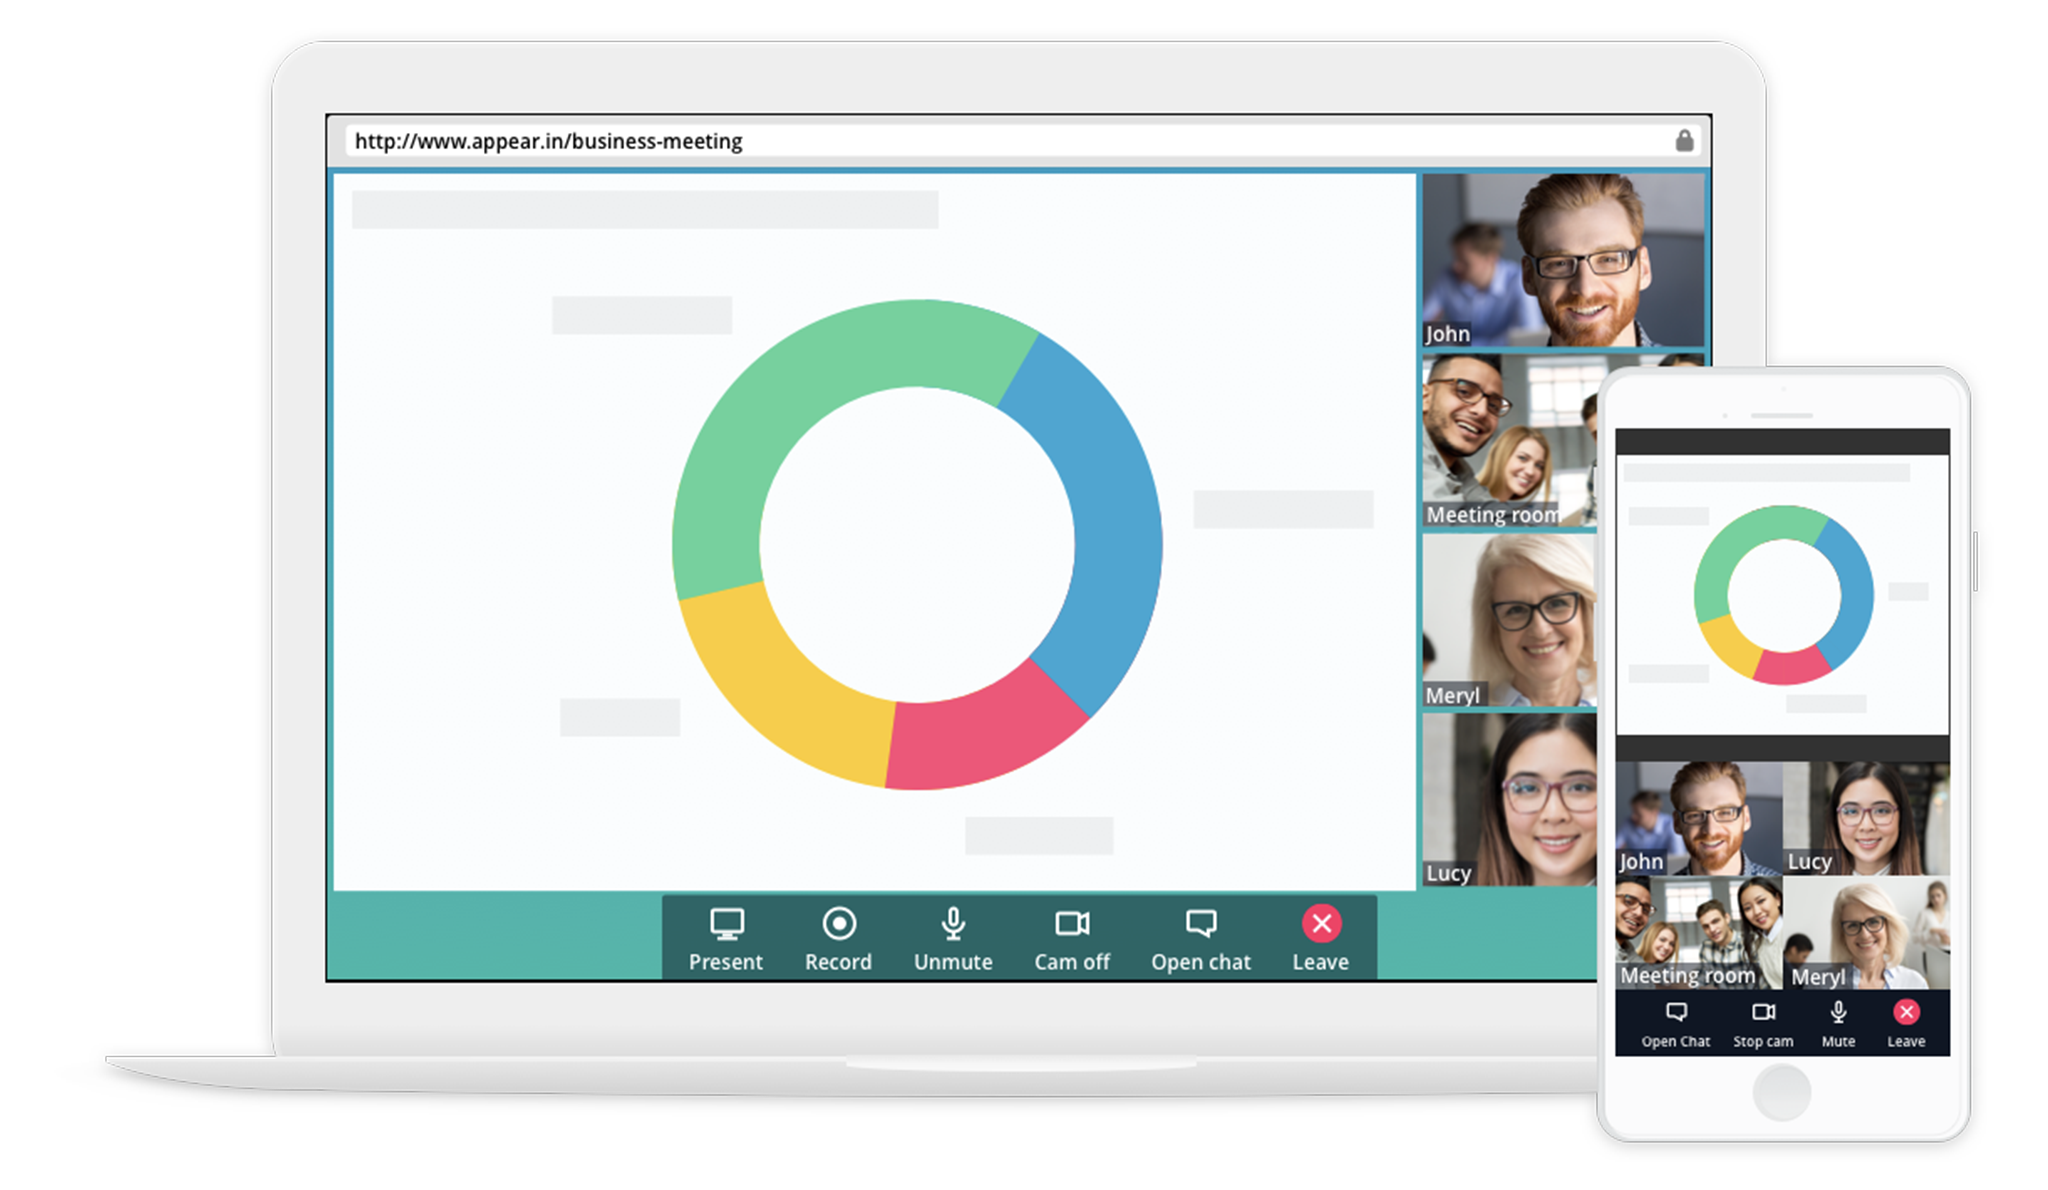 http://www.appear.in/business-meeting
John
Meeting room
Meryl
Lucy
Present
Record
Unmute
Cam off
Open chat
Leave
John
Lucy
Meeting room
Meryl
Open Chat
Stop cam
Mute
Leave